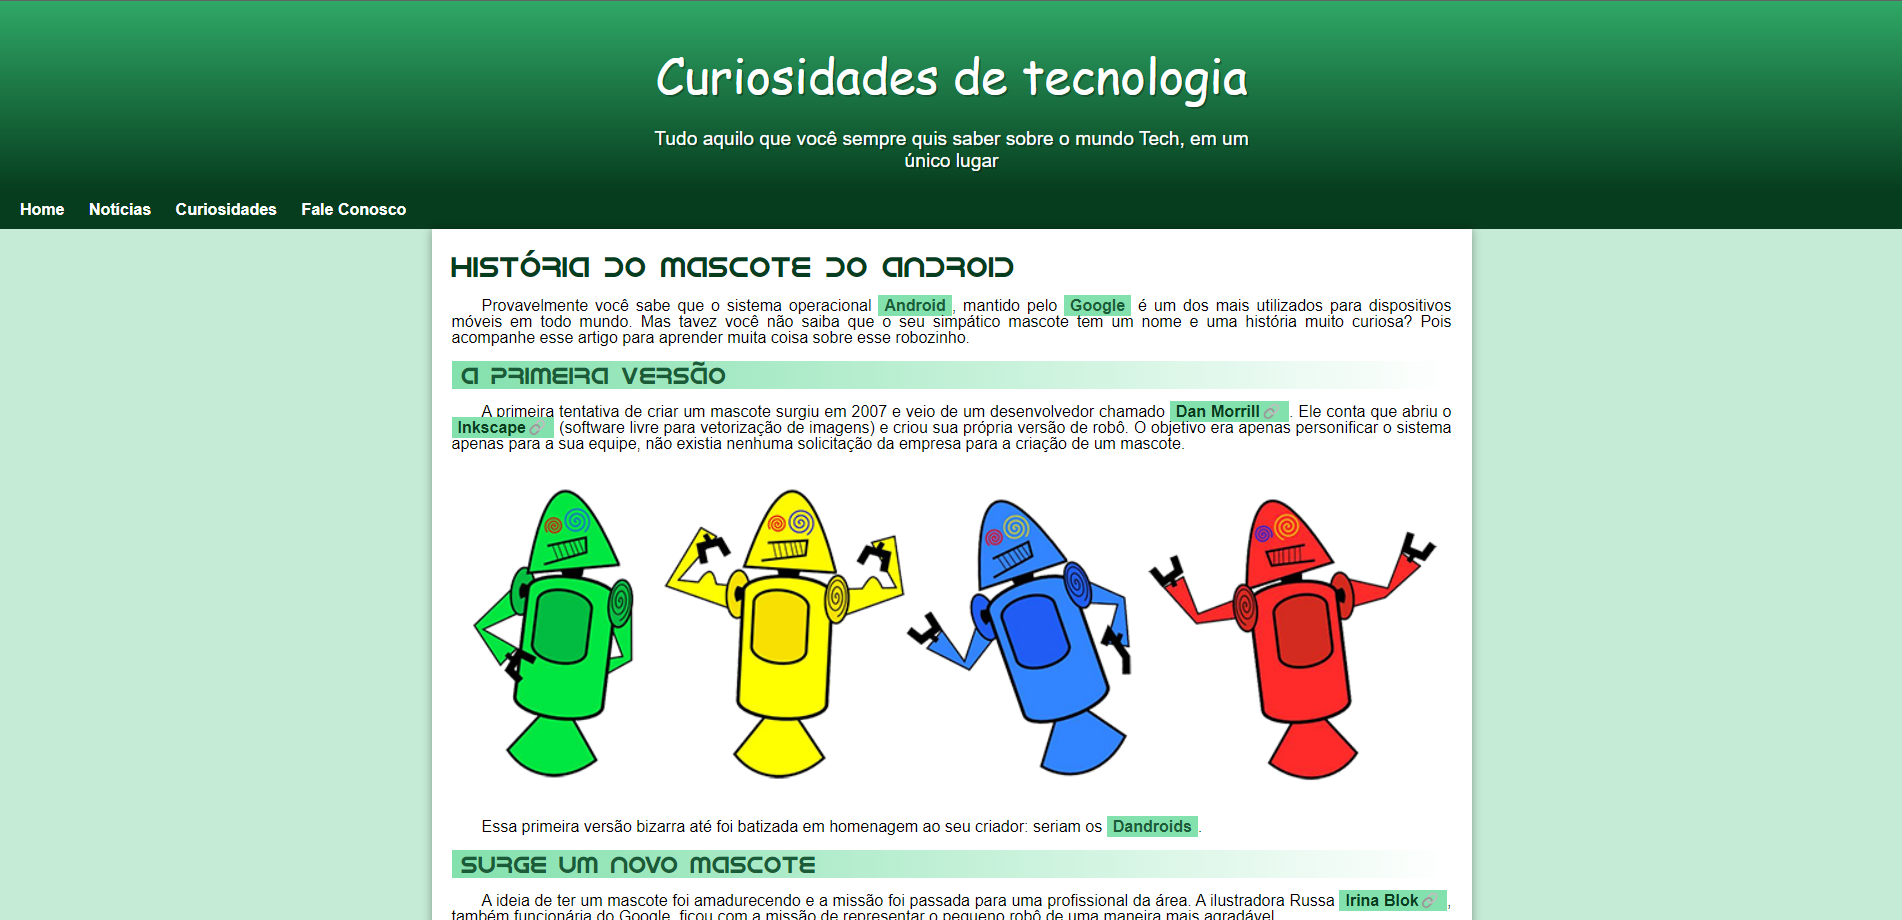 Curiosidades de tecnologia
Tudo aquilo que você sempre quis saber sobre o mundo Tech, em um
único lugar
Home Notícias Curiosidades Fale Conosco
História do Mascote do Android
Provavelmente você sabe que o sistema operacional Android, mantido pelo Google é um dos mais utilizados para dispositivos
móveis em todo mundo. Mas tavez você não saiba que o seu simpático mascote tem um nome e uma história muito curiosa? Pois
acompanhe esse artigo para aprender muita coisa sobre esse robozinho.
A primeira versão
A primeira tentativa de criar um mascote surgiu em 2007 e veio de um desenvolvedor chamado Dan Morrill. Ele conta que abriu o
Inkscape (software livre para vetorização de imagens) e criou sua própria versão de robô. O objetivo era apenas personificar o sistema
apenas para a sua equipe, não existia nenhuma solicitação da empresa para a criação de um mascote.
Essa primeira versão bizarra até foi batizada em homenagem ao seu criador: seriam os Dandroids.
Surge um novo mascote
A ideia de ter um mascote foi amadurecendo e a missão foi passada para uma profissional da área. A ilustradora Russa Irina Blok,
também funcionária do Google, ficou com a missão de representar o pequeno robô de uma maneira mais agradável.